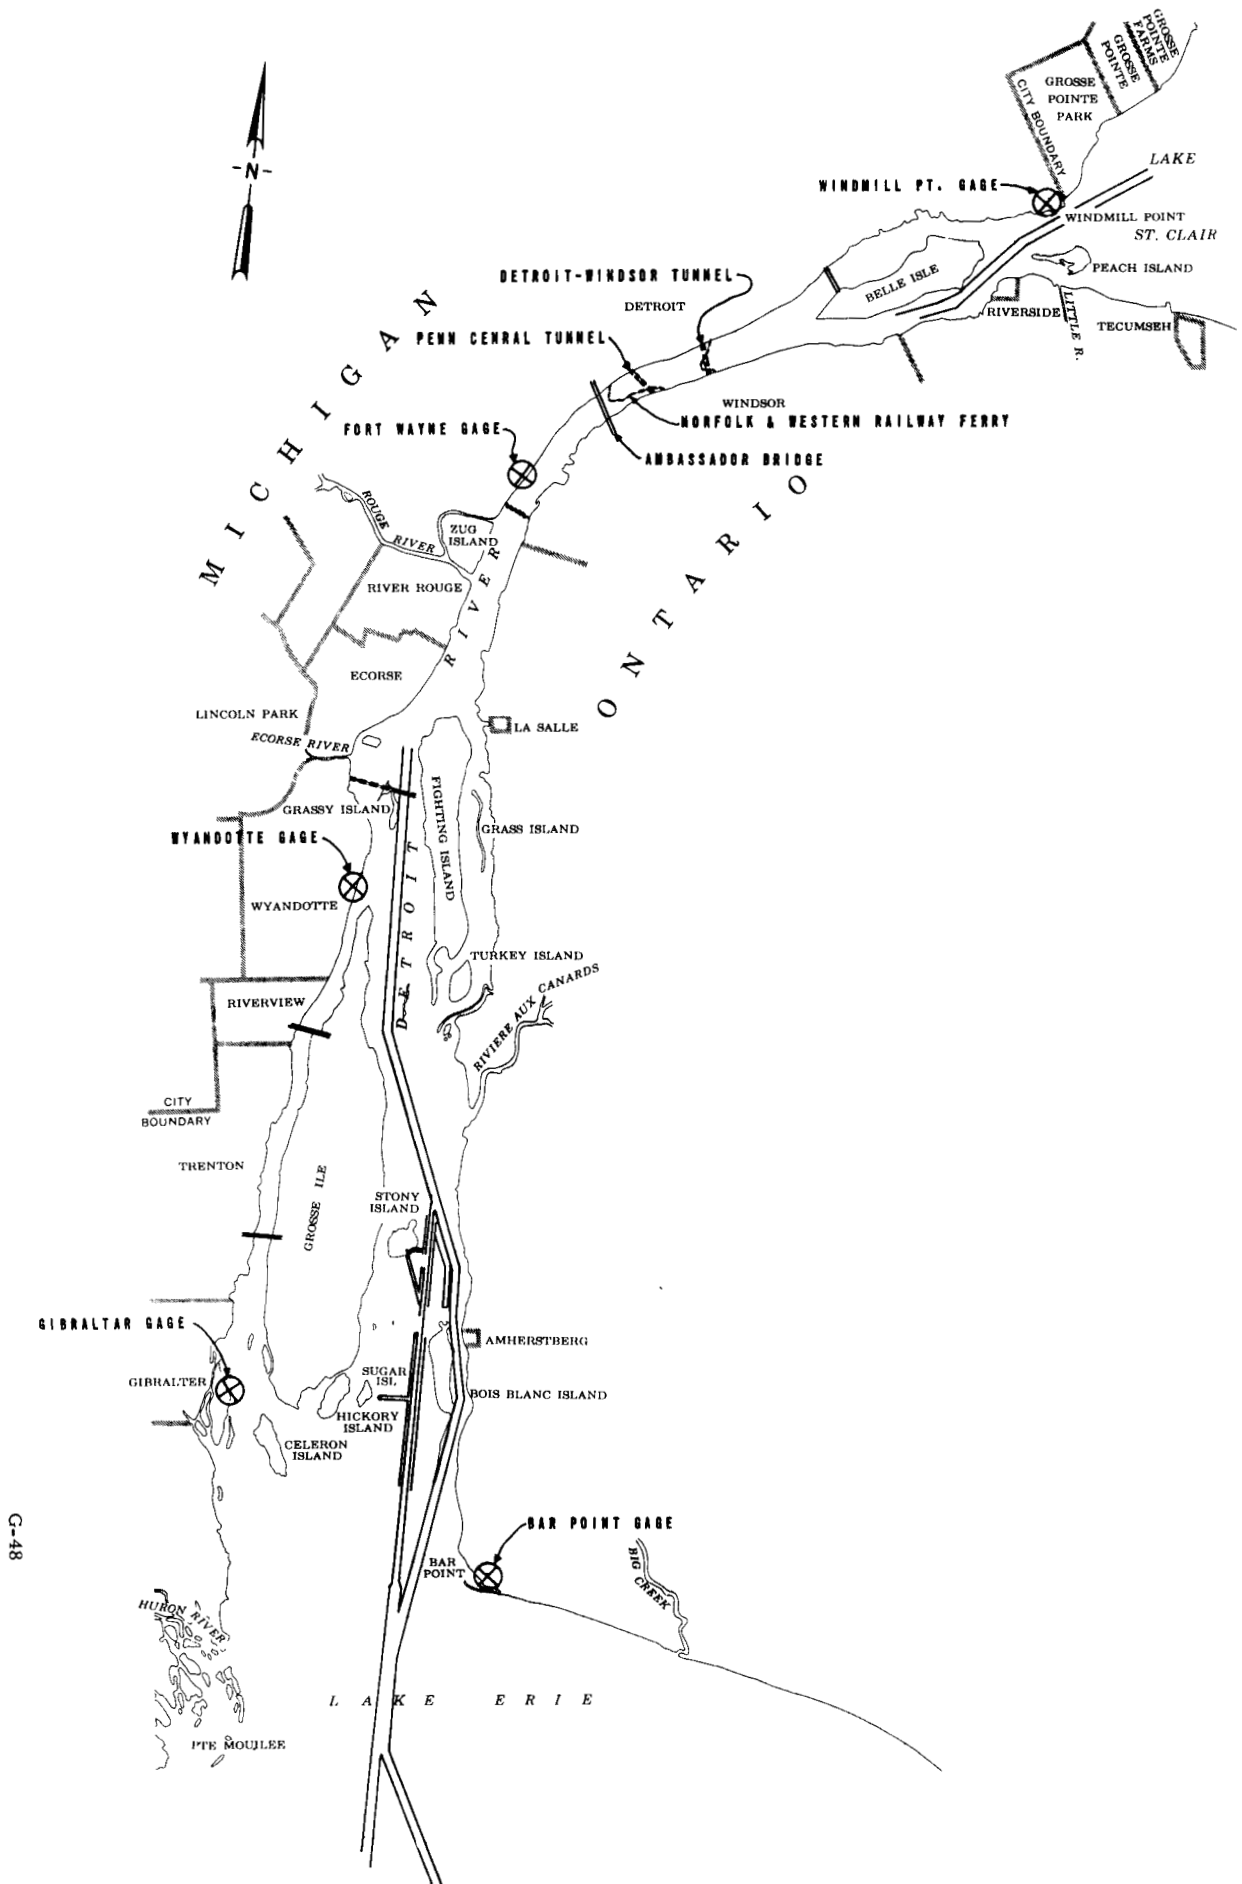 GROSSE
POINTE
FARMS
GROSSE
POINTE
GROSSE
POINTE
PARK
CITY BOUNDARY
LAKE
WINDMILL PT. GAGE
WINDMILL POINT
ST. CLAIR
PEACH ISLAND
BELLE ISLE
RIVERSIDE
LITTLE R.
TECUMSEH
-N-
DETROIT-WINDSOR TUNNEL
DETROIT
PENN CENRAL TUNNEL
WINDSOR
NORFOLK & WESTERN RAILWAY FERRY
AMBASSADOR BRIDGE
FORT WAYNE GAGE
MICHIGAN
ONTARIO
ROUGE
RIVER
ZUG
ISLAND
RIVER ROUGE
RIVER
ECORSE
LINCOLN PARK
ECORSE RIVER
LA SALLE
GRASSY ISLAND
FIGHTING ISLAND
GRASS ISLAND
WYANDOTTE GAGE
WYANDOTTE
DETROIT
TURKEY ISLAND
RIVIERE AUX CANARDS
RIVERVIEW
CITY
BOUNDARY
TRENTON
GROSSE ILE
STONY
ISLAND
GIBRALTAR GAGE
AMHERSTBERG
GIBRALTER
SUGAR
ISL
BOIS BLANC ISLAND
HICKORY
ISLAND
CELERON
ISLAND
BAR POINT GAGE
BAR
POINT
BIG CREEK
HURON RIVER
LAKE ERIE
PTE MOUILEE
G-48